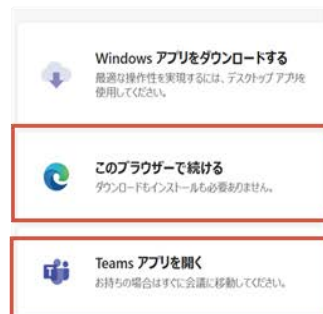 Windows アプリをダウンロードする
最適な操作性を実現するには、デスクトップ アプリを
使用してください。
このブラウザーで続ける
ダウンロードもインストールも必要ありません。
Teams アプリを開く
お持ちの場合はすぐに会議に移動してください。